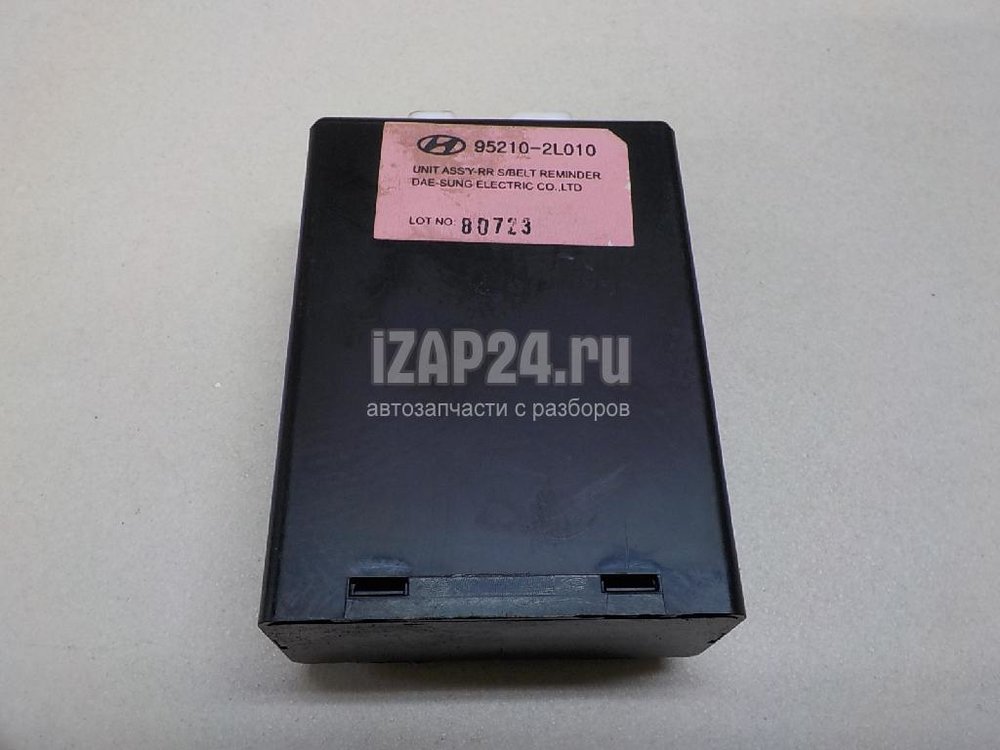 95210-2L010
UNIT ASS'Y-RR S/BELT REMINDER
DAE-SUNG ELECTRIC CO.,LTD
LOT NO: 80723
iZAP24.ru
автозапчасти с разборов